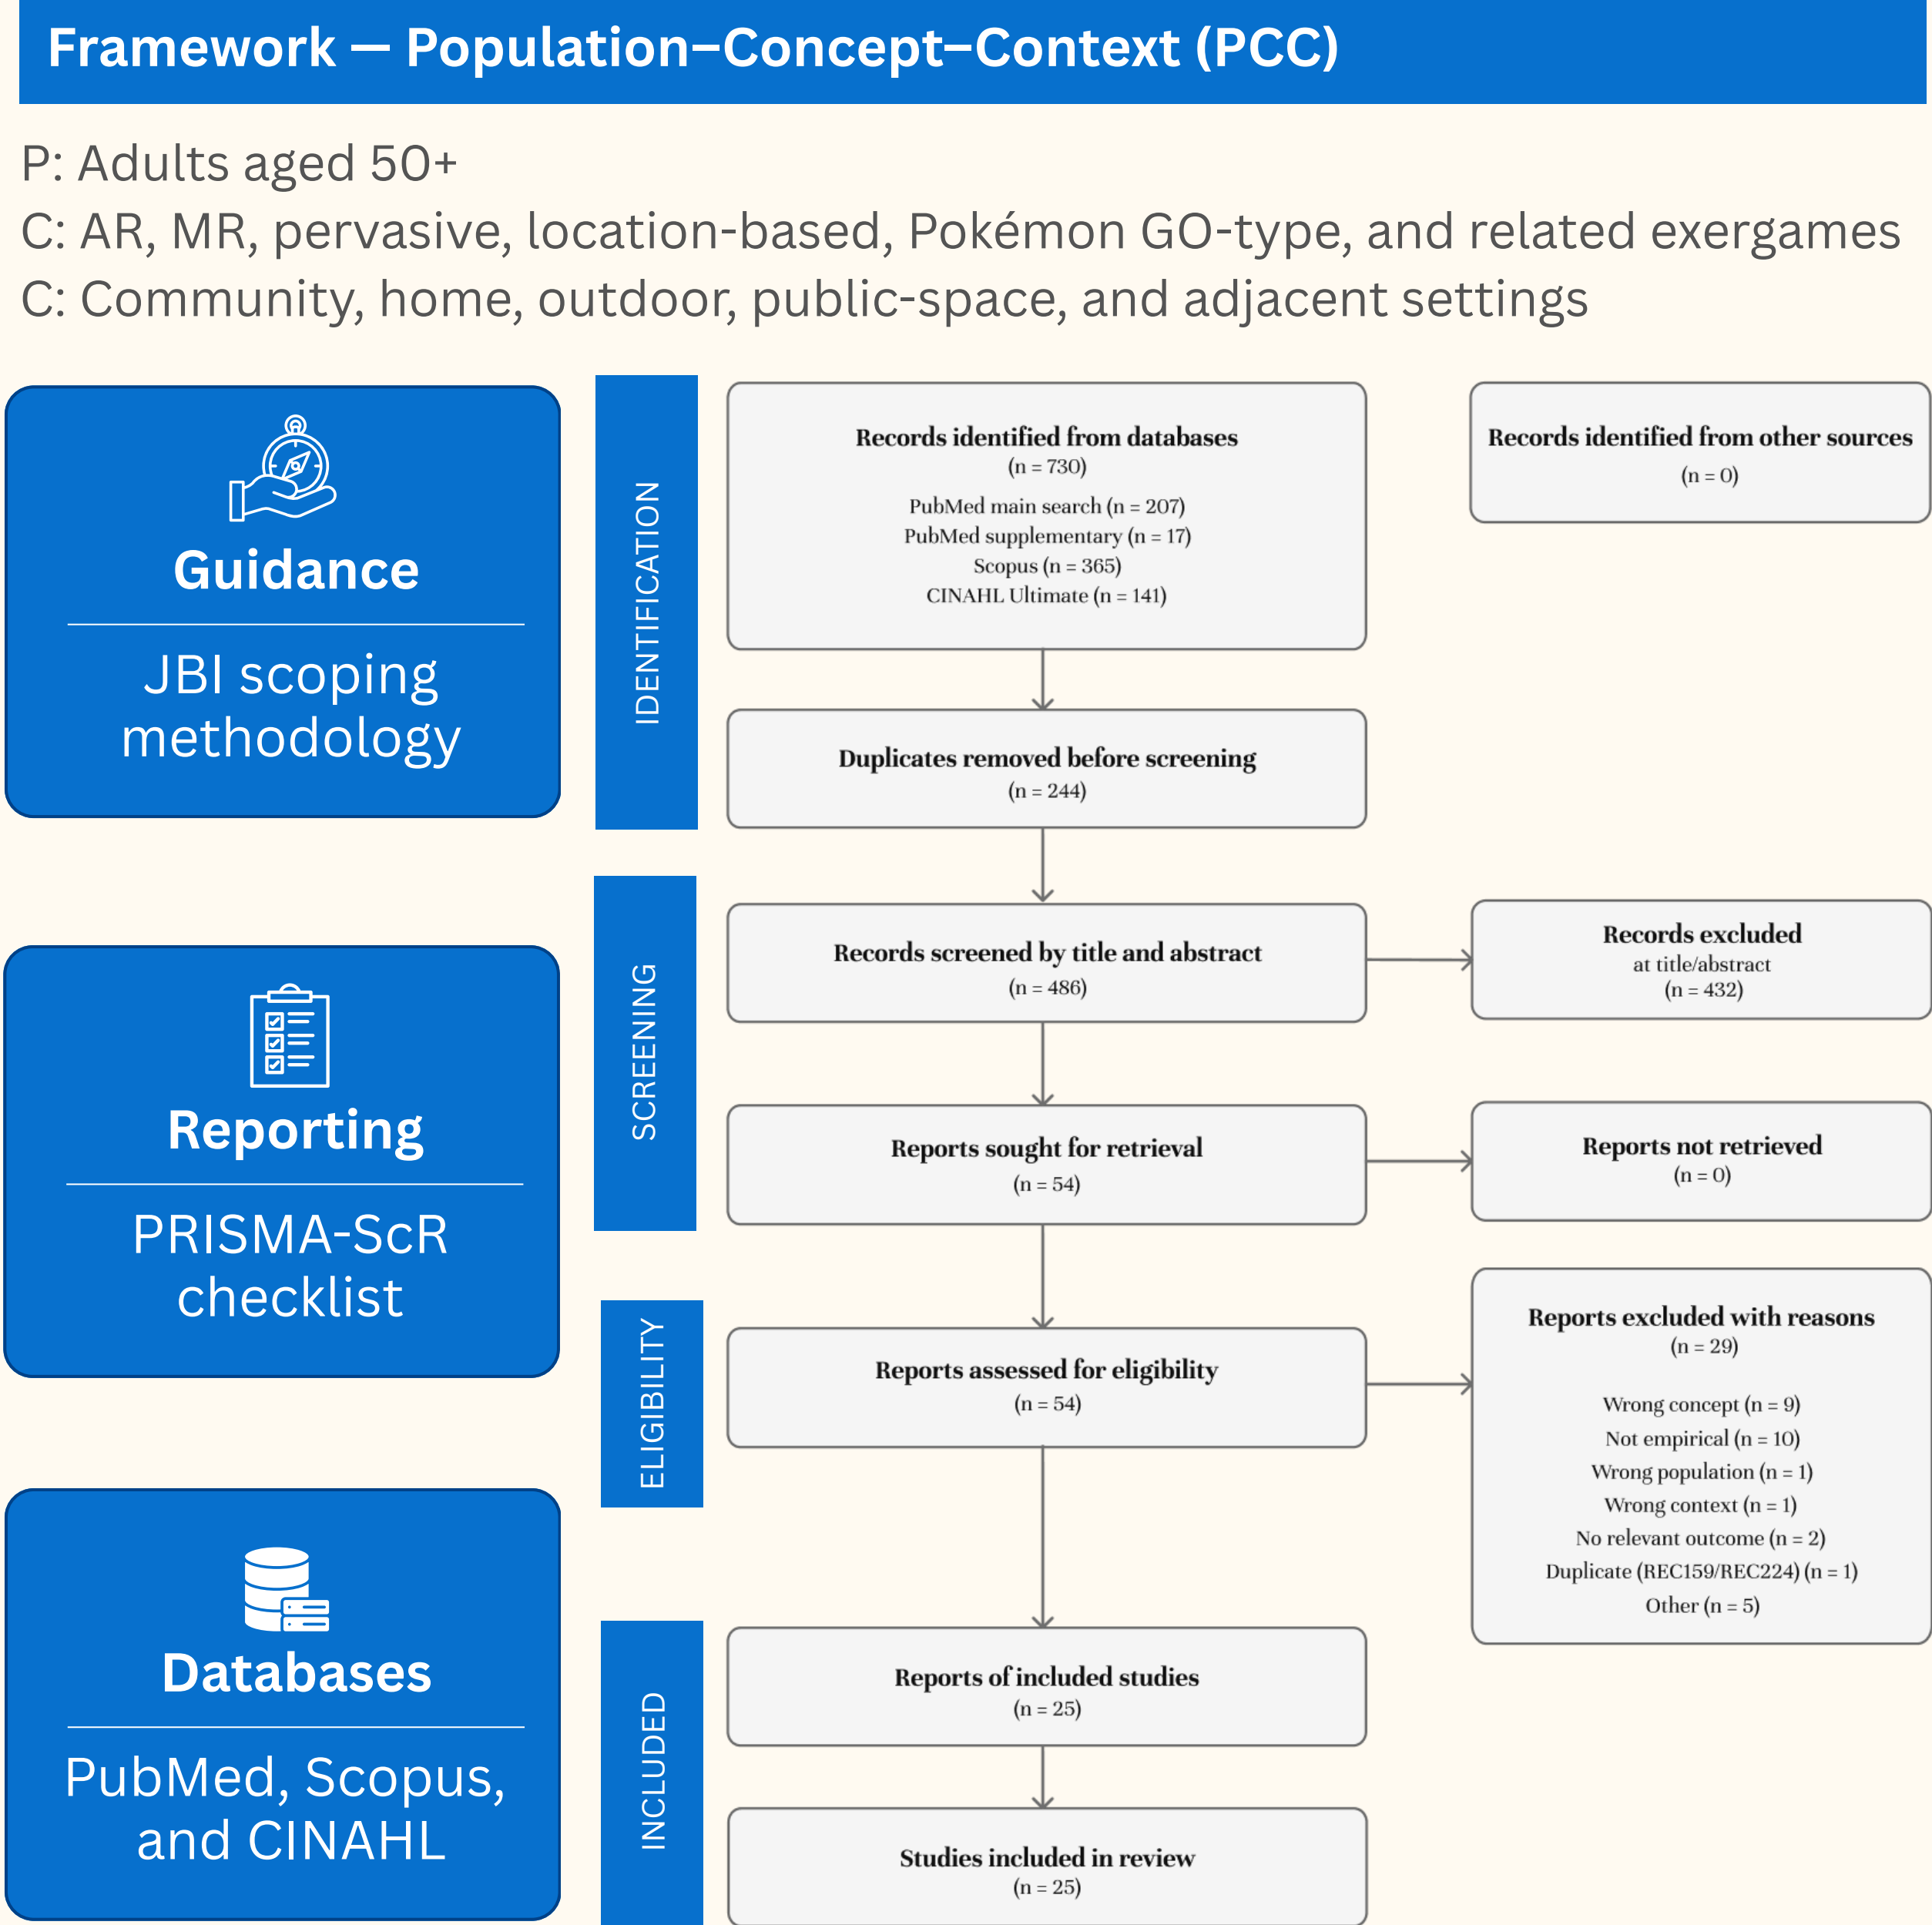 Framework — Population–Concept–Context (PCC)
P: Adults aged 50+
C: AR, MR, pervasive, location-based, Pokémon GO-type, and related exergames
C: Community, home, outdoor, public-space, and adjacent settings
Guidance
JBI scoping
methodology
Reporting
PRISMA-ScR
checklist
Databases
PubMed, Scopus,
and CINAHL
IDENTIFICATION
Records identified from databases
(n = 730)
PubMed main search (n = 207)
PubMed supplementary (n = 17)
Scopus (n = 365)
CINAHL Ultimate (n = 141)
Records identified from other sources
(n = 0)
Duplicates removed before screening
(n = 244)
SCREENING
Records screened by title and abstract
(n = 486)
Records excluded
at title/abstract
(n = 432)
Reports sought for retrieval
(n = 54)
Reports not retrieved
(n = 0)
ELIGIBILITY
Reports assessed for eligibility
(n = 54)
Reports excluded with reasons
(n = 29)
Wrong concept (n = 9)
Not empirical (n = 10)
Wrong population (n = 1)
Wrong context (n = 1)
No relevant outcome (n = 2)
Duplicate (REC159/REC224) (n = 1)
Other (n = 5)
INCLUDED
Reports of included studies
(n = 25)
Studies included in review
(n = 25)